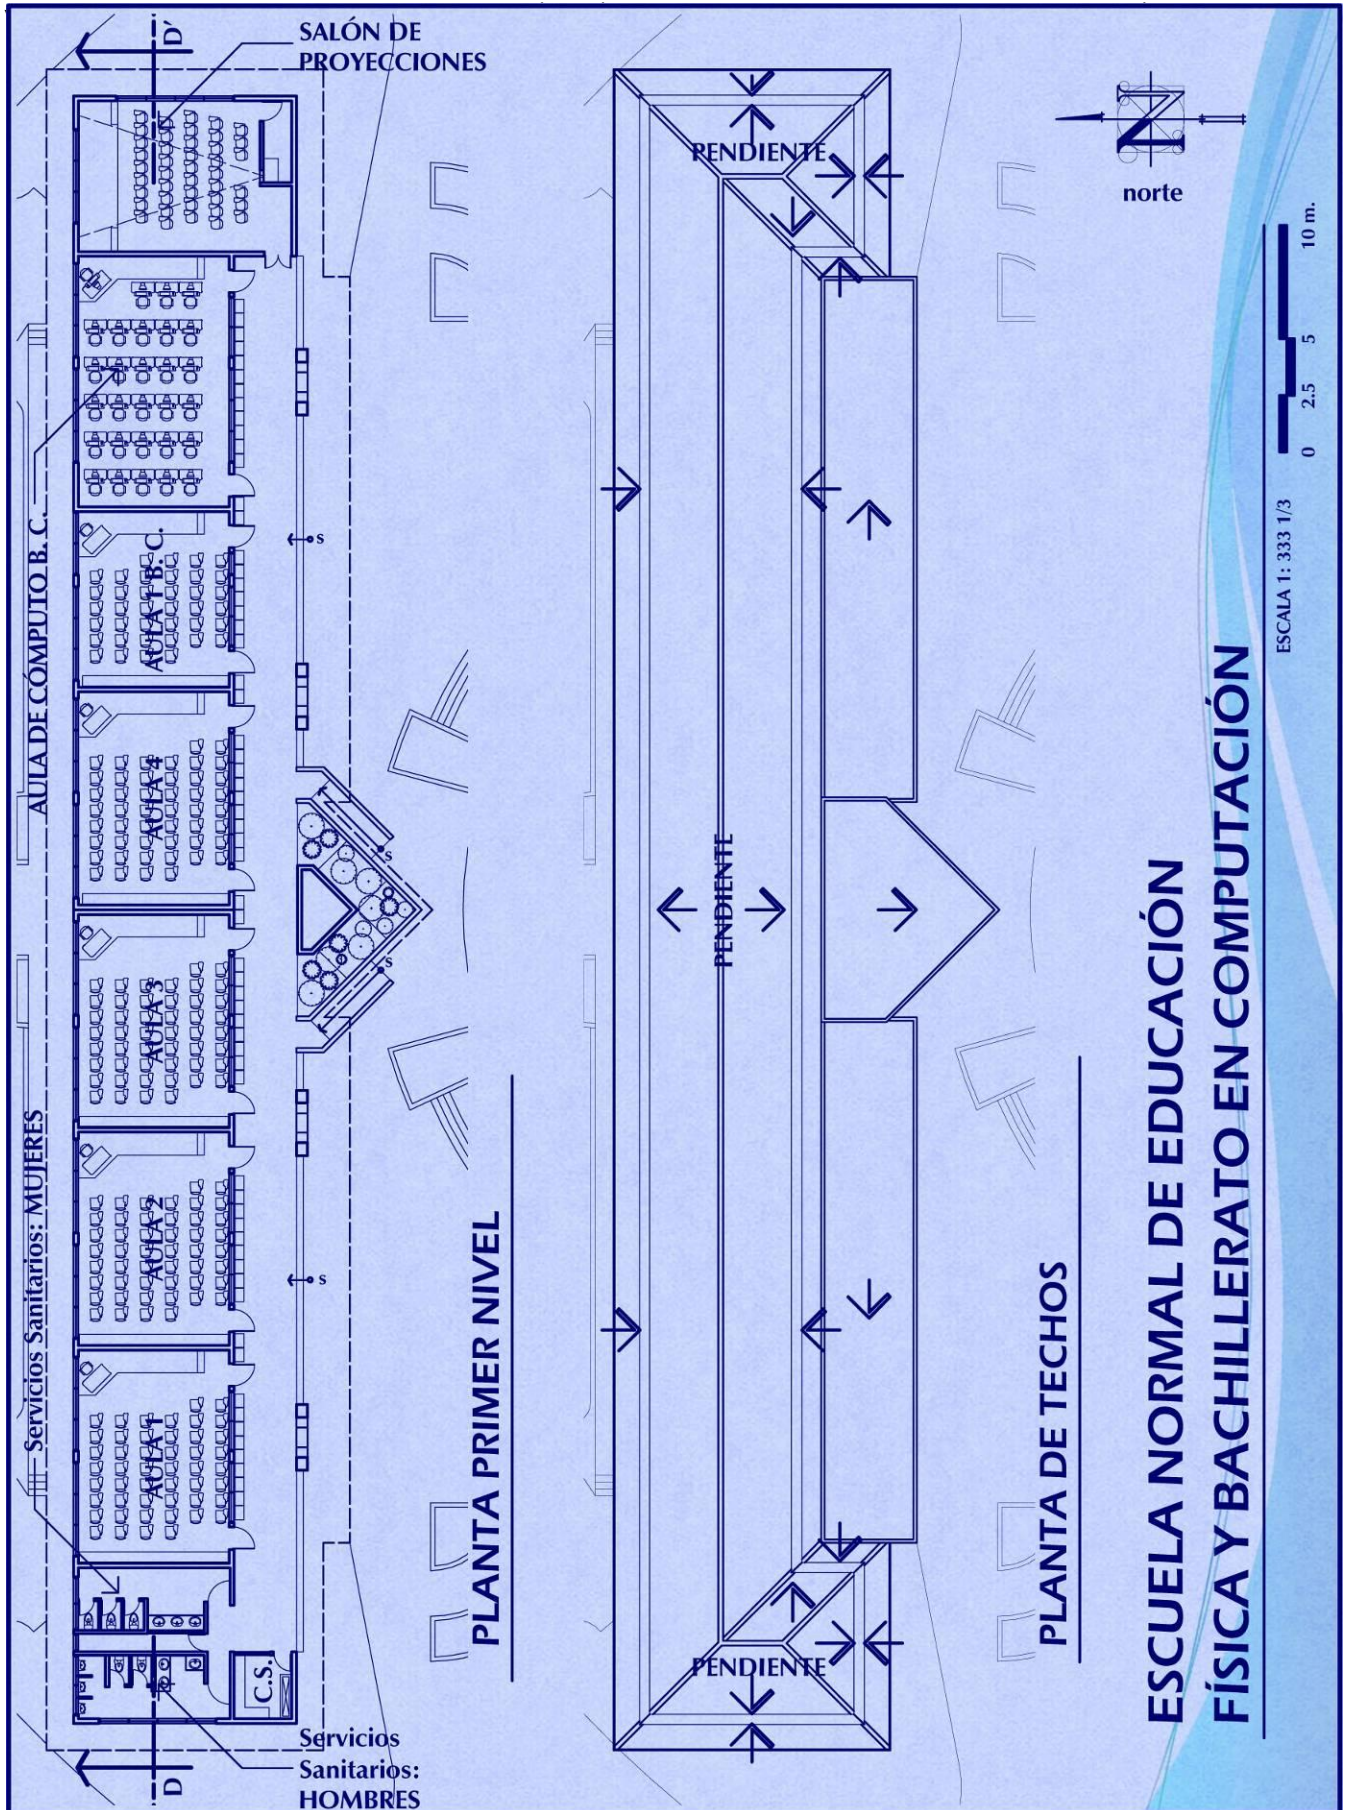 SALÓN DE
PROYECCIONES
D'
AULA DE CÓMPUTO B. C.
AULA 1 B. C.
AULA 4
AULA 3
AULA 2
AULA 1
Servicios Sanitarios: MUJERES
C.S.
D
Servicios
Sanitarios:
HOMBRES
S
S
S
S
PLANTA PRIMER NIVEL
PENDIENTE
PENDIENTE
PENDIENTE
PLANTA DE TECHOS
N
norte
0 2.5 5 10 m.
ESCALA 1: 333 1/3
ESCUELA NORMAL DE EDUCACIÓN
FÍSICA Y BACHILLERATO EN COMPUTACIÓN